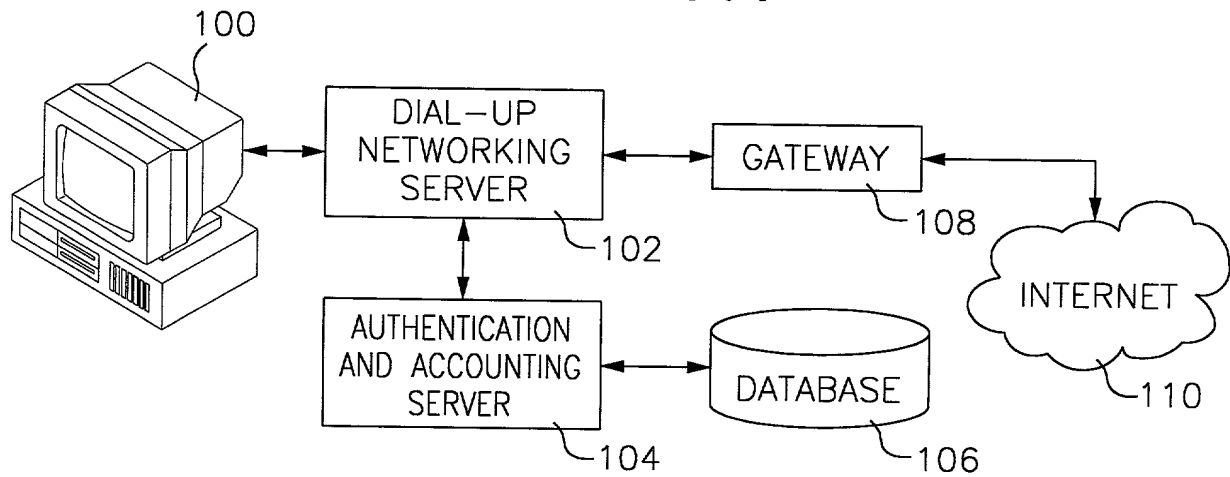 100
DIAL-UP
NETWORKING
SERVER
102
GATEWAY
108
INTERNET
110
AUTHENTICATION
AND ACCOUNTING
SERVER
104
DATABASE
106